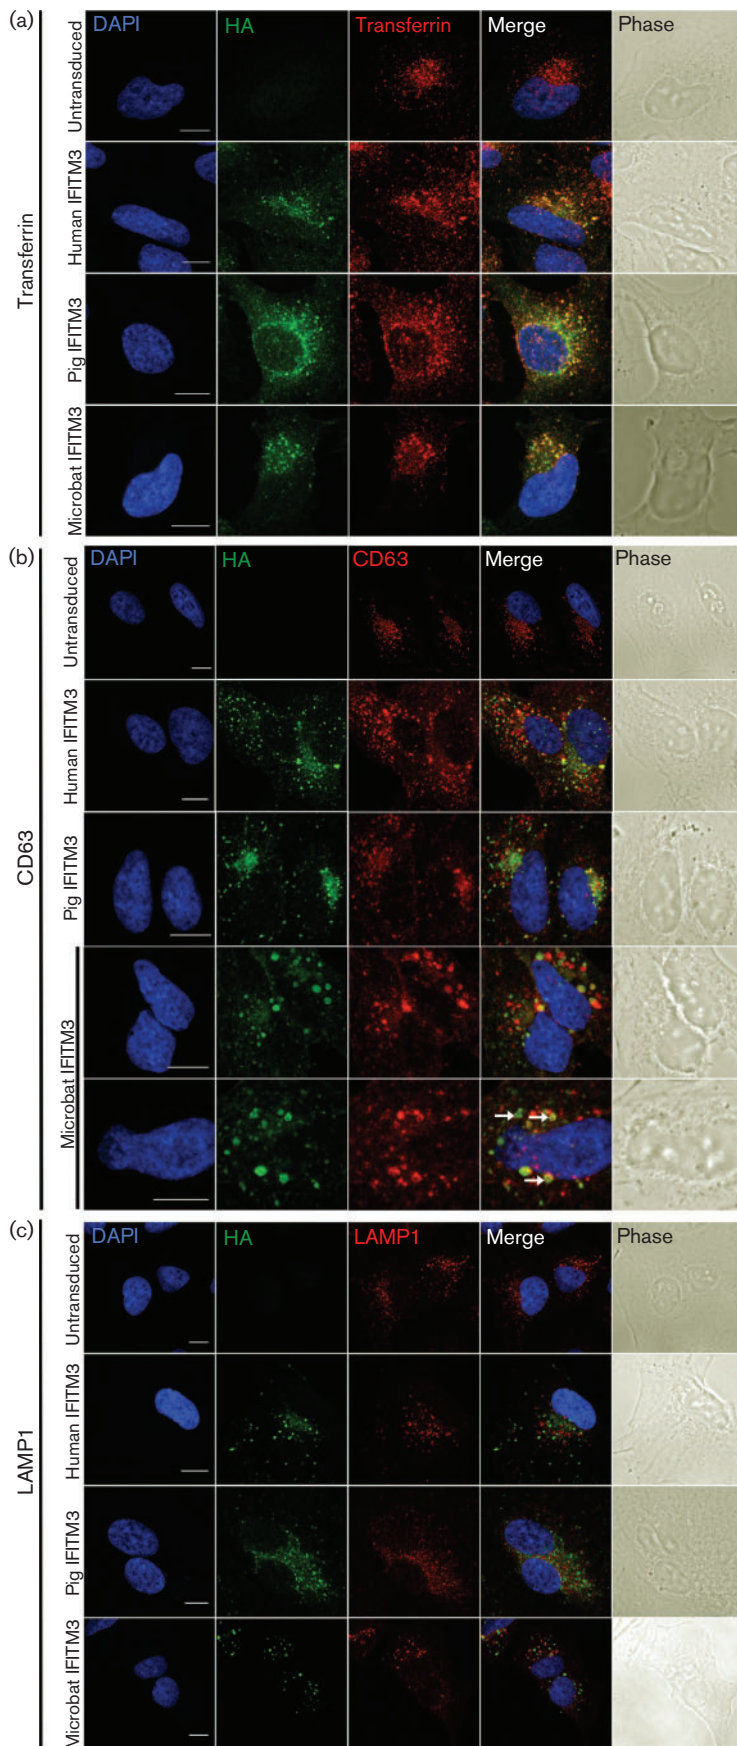 (a)
DAPI HA Transferrin Merge Phase
Transferrin
Untransduced
Human IFITM3
Pig IFITM3
Microbat IFITM3
(b)
DAPI HA CD63 Merge Phase
CD63
Untransduced
Human IFITM3
Pig IFITM3
Microbat IFITM3
(c)
DAPI HA LAMP1 Merge Phase
LAMP1
Untransduced
Human IFITM3
Pig IFITM3
Microbat IFITM3